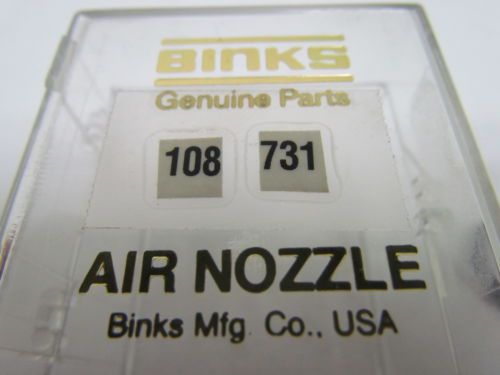 BINKS
Genuine Parts
108 731
AIR NOZZLE
Binks Mfg. Co., USA